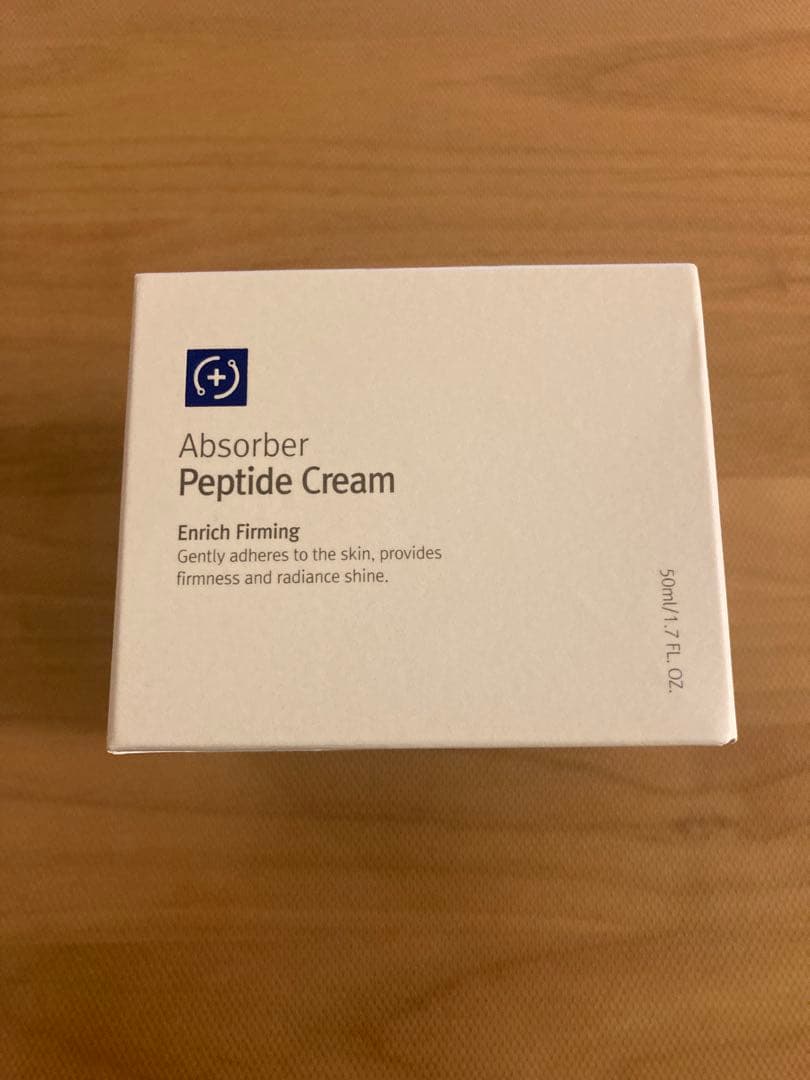 Absorber
Peptide Cream
Enrich Firming
Gently adheres to the skin, provides
firmness and radiance shine.
50ml/1.7 FL. OZ.